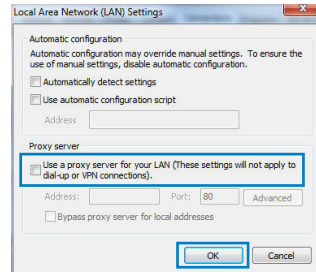 Local Area Network (LAN) Settings
Automatic configuration
Automatic configuration may override manual settings. To ensure the
use of manual settings, disable automatic configuration.
Automatically detect settings
Use automatic configuration script
Address
Proxy server
Use a proxy server for your LAN (These settings will not apply to
dial-up or VPN connections).
Address:
Port:
80
Advanced
Bypass proxy server for local addresses
OK
Cancel